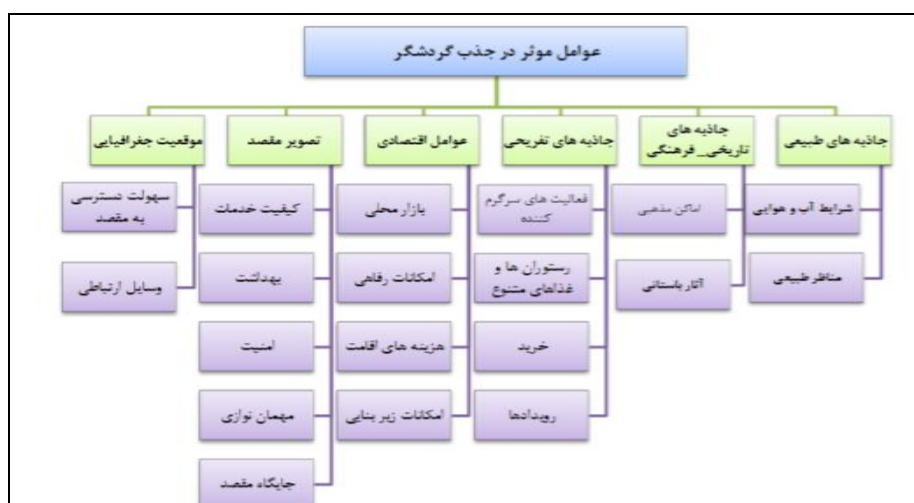 عوامل موثر در جذب گردشگر
جاذبه های طبیعی
شرایط آب و هوایی
مناظر طبیعی
جاذبه های
تاریخی_فرهنگی
اماکن مذهبی
آثار باستانی
جاذبه های تفریحی
فعالیت های سرگرم
کننده
رستوران ها و
غذاهای متنوع
خرید
رویدادها
عوامل اقتصادی
بازار محلی
امکانات رفاهی
هزینه های اقامت
امکانات زیر بنایی
تصویر مقصد
کیفیت خدمات
بهداشت
امنیت
مهمان نوازی
جایگاه مقصد
موقعیت جغرافیایی
سهولت دسترسی
به مقصد
وسایل ارتباطی